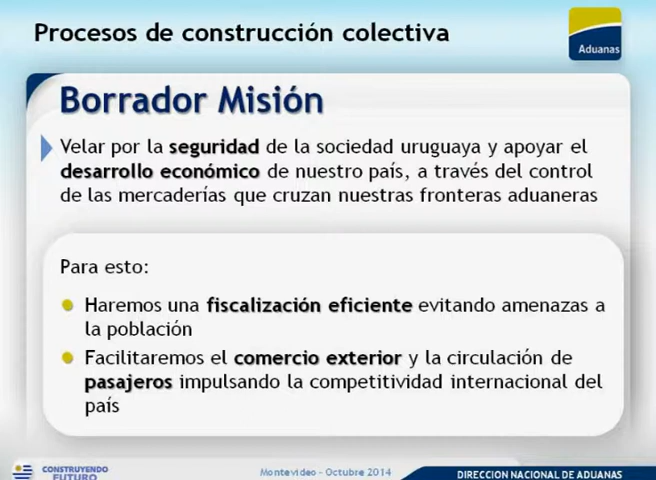 Procesos de construcción colectiva
Aduanas
Borrador Misión
Velar por la seguridad de la sociedad uruguaya y apoyar el
desarrollo económico de nuestro país, a través del control
de las mercaderías que cruzan nuestras fronteras aduaneras
Para esto:
Haremos una fiscalización eficiente evitando amenazas a
la población
Facilitaremos el comercio exterior y la circulación de
pasajeros impulsando la competitividad internacional del
país
CONSTRUYENDO
FUTURO
Montevideo - Octubre 2014
DIRECCION NACIONAL DE ADUANAS